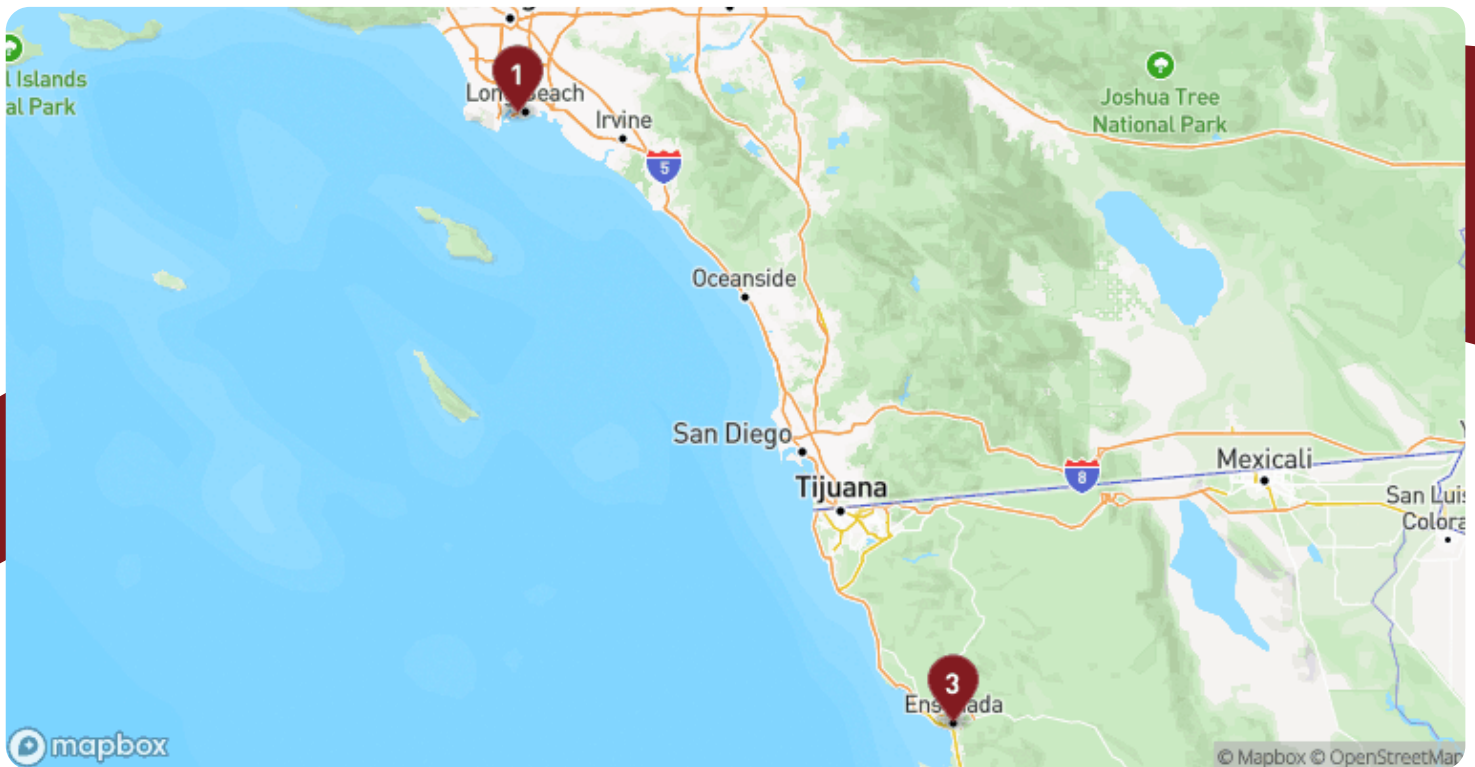 1
Long Beach
l Islands
al Park
Irvine
5
Joshua Tree
National Park
Oceanside
San Diego
Tijuana
8
Mexicali
San Luis
Colora
3
Ensenada
mapbox
© Mapbox © OpenStreetMap